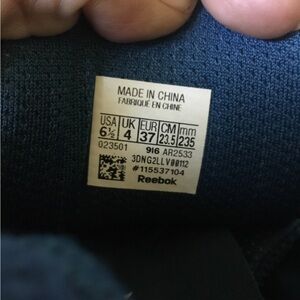 MADE IN CHINA
FABRIQUÉ EN CHINE
USA UK EUR CM mm
6½ 4 37 23.5 235
023501 916 AR2533
3DNG2LLV00112
#115537104
Reebok